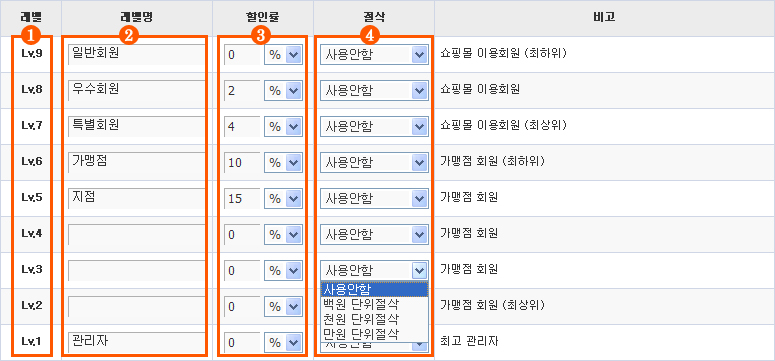 레벨 레벨명 할인률 절삭 비고
1 2 3 4
Lv,9 일반회원 0 % 사용안함 쇼핑몰 이용회원 (최하위)
Lv,8 우수회원 2 % 사용안함 쇼핑몰 이용회원
Lv,7 특별회원 4 % 사용안함 쇼핑몰 이용회원 (최상위)
Lv,6 가맹점 10 % 사용안함 가맹점 회원 (최하위)
Lv,5 지점 15 % 사용안함 가맹점 회원
Lv,4 0 % 사용안함 가맹점 회원
Lv,3 0 % 사용안함 가맹점 회원
사용안함
Lv,2 0 % 백원 단위절삭 가맹점 회원 (최상위)
천원 단위절삭
만원 단위절삭
Lv,1 관리자 0 % 사용안함 최고 관리자